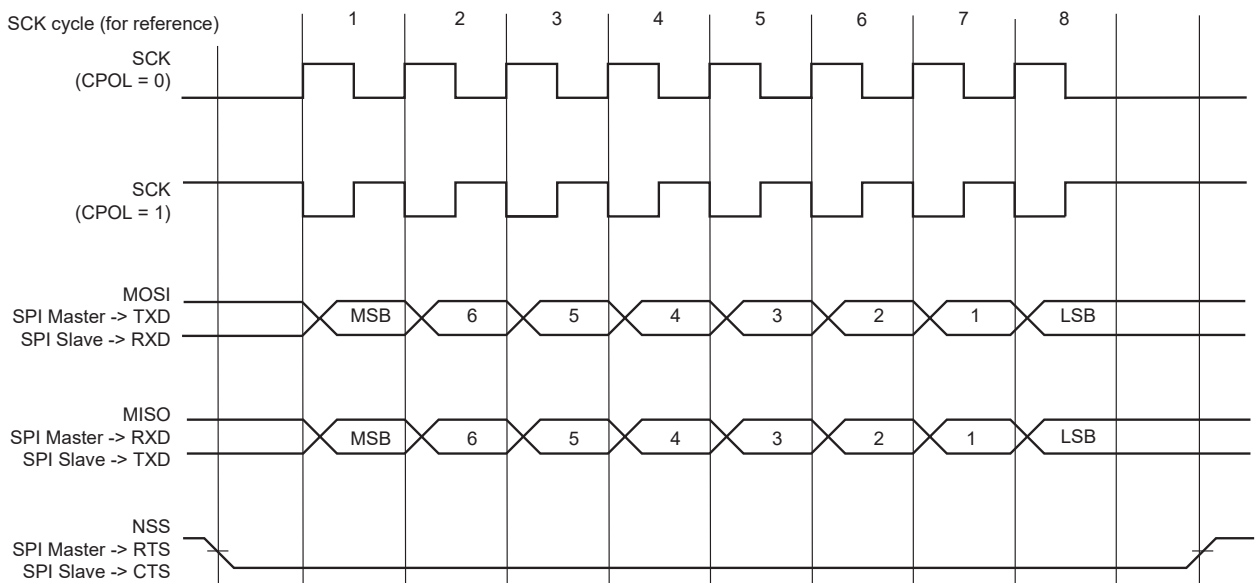 SCK cycle (for reference)
1 2 3 4 5 6 7 8
SCK
(CPOL = 0)
SCK
(CPOL = 1)
MOSI
SPI Master -> TXD
SPI Slave -> RXD
MSB 6 5 4 3 2 1 LSB
MISO
SPI Master -> RXD
SPI Slave -> TXD
MSB 6 5 4 3 2 1 LSB
NSS
SPI Master -> RTS
SPI Slave -> CTS